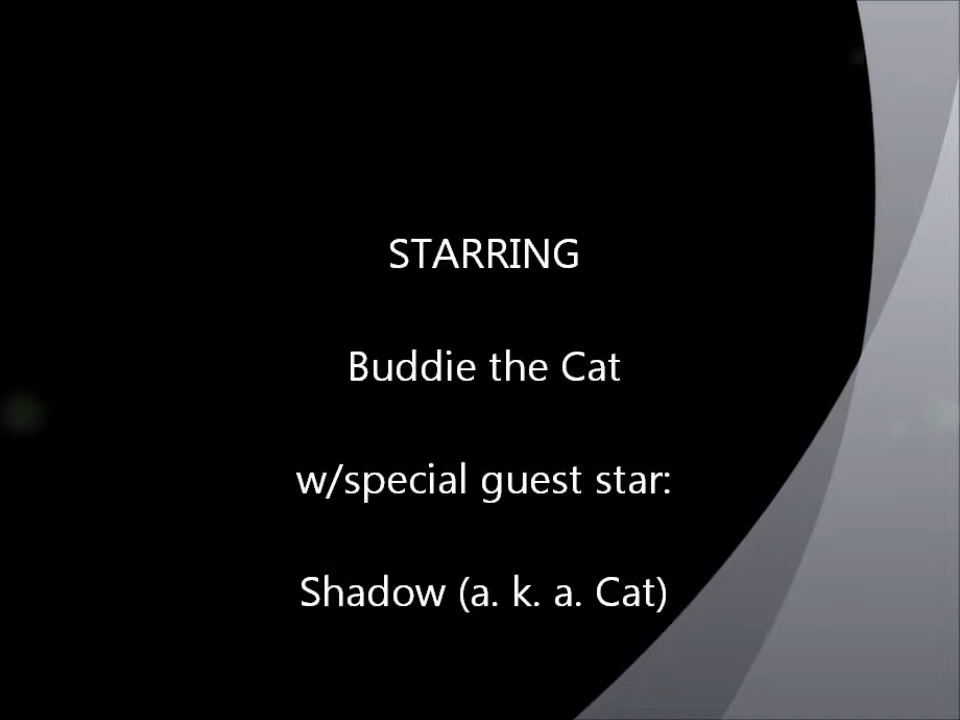 STARRING
Buddie the Cat
w/special guest star:
Shadow (a. k. a. Cat)